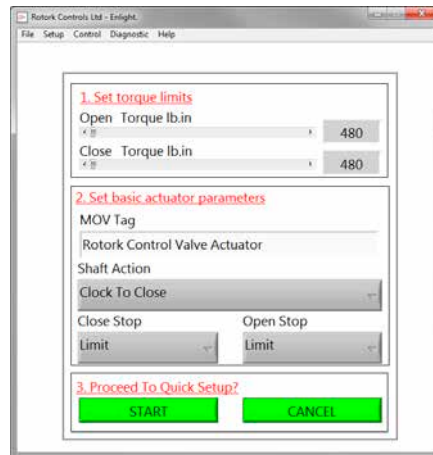 Rotork Controls Ltd - Enlight.
File Setup Control Diagnostic Help
1. Set torque limits
Open Torque lb.in
480
Close Torque lb.in
480
2. Set basic actuator parameters
MOV Tag
Rotork Control Valve Actuator
Shaft Action
Clock To Close
Close Stop Open Stop
Limit Limit
3. Proceed To Quick Setup?
START CANCEL